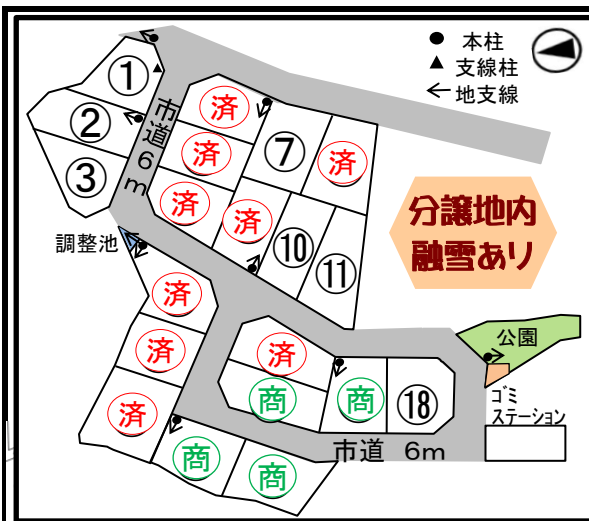 ● 本柱
▲ 支線柱
← 地支線
①
②
③
市道6m
済
済
済
⑦
済
済
⑩
⑪
分譲地内
融雪あり
調整池
済
済
済
済
商
商
⑱
商
商
市道 6m
公園
ゴミ
ステーション